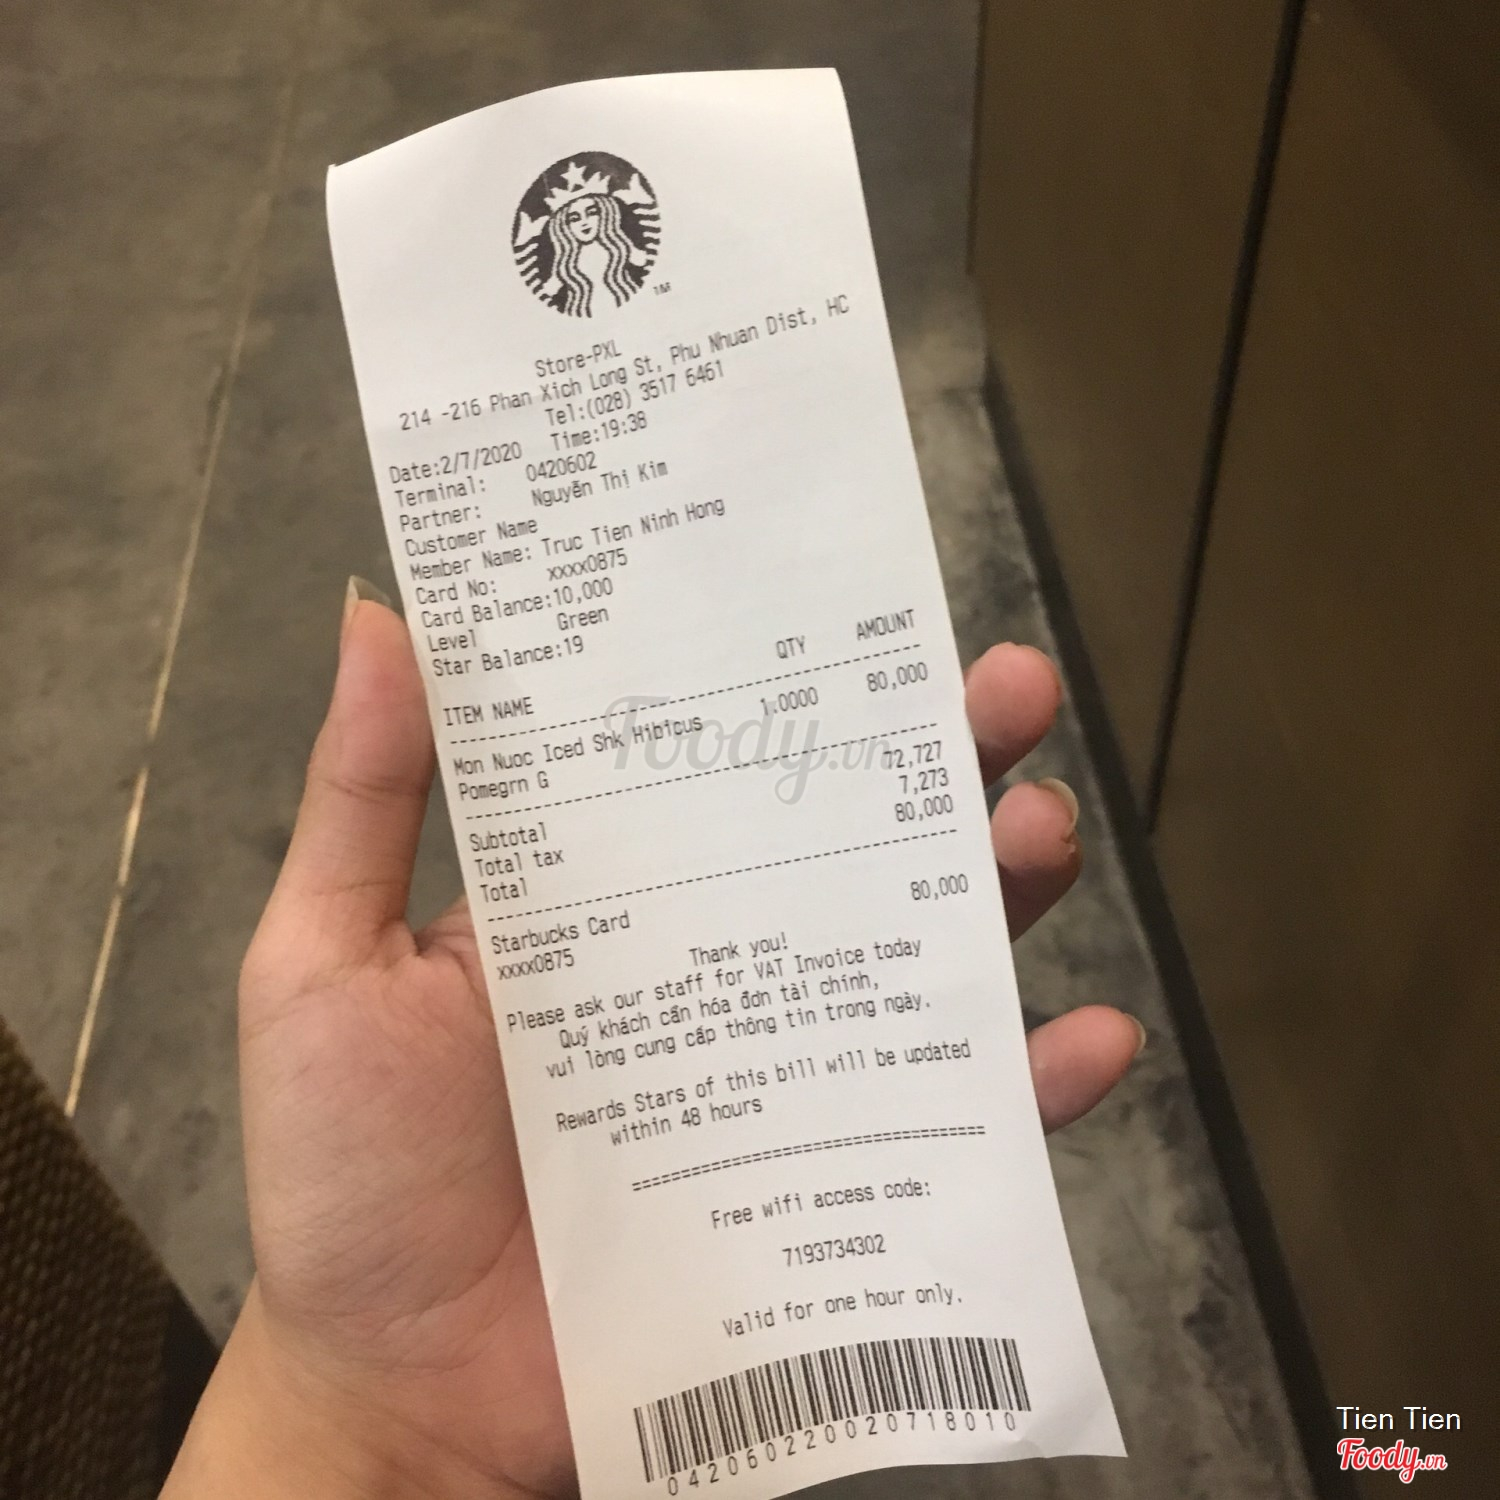 TM
Store-PXL
214 -216 Phan Xich Long St, Phu Nhuan Dist, HC
Tel:(028) 3517 6461
Date:2/7/2020 Time:19:38
Terminal: 0420602
Partner: Nguyễn Thị Kim
Customer Name
Member Name: Truc Tien Ninh Hong
Card No: xxxx0875
Card Balance:10,000
Level Green
Star Balance:19
ITEM NAME QTY AMOUNT
Mon Nuoc Iced Shk Hibicus 1.0000 80,000
Pomegrn G
Subtotal 72,727
Total tax 7,273
Total 80,000
Starbucks Card 80,000
xxxx0875
Thank you!
Please ask our staff for VAT Invoice today
Quý khách cần hóa đơn tài chính,
vui lòng cung cấp thông tin trong ngày.
Rewards Stars of this bill will be updated
within 48 hours
===================================
Free wifi access code:
7193734302
Valid for one hour only.
042060220020718010
Foody.vn
Tien Tien
Foody.vn